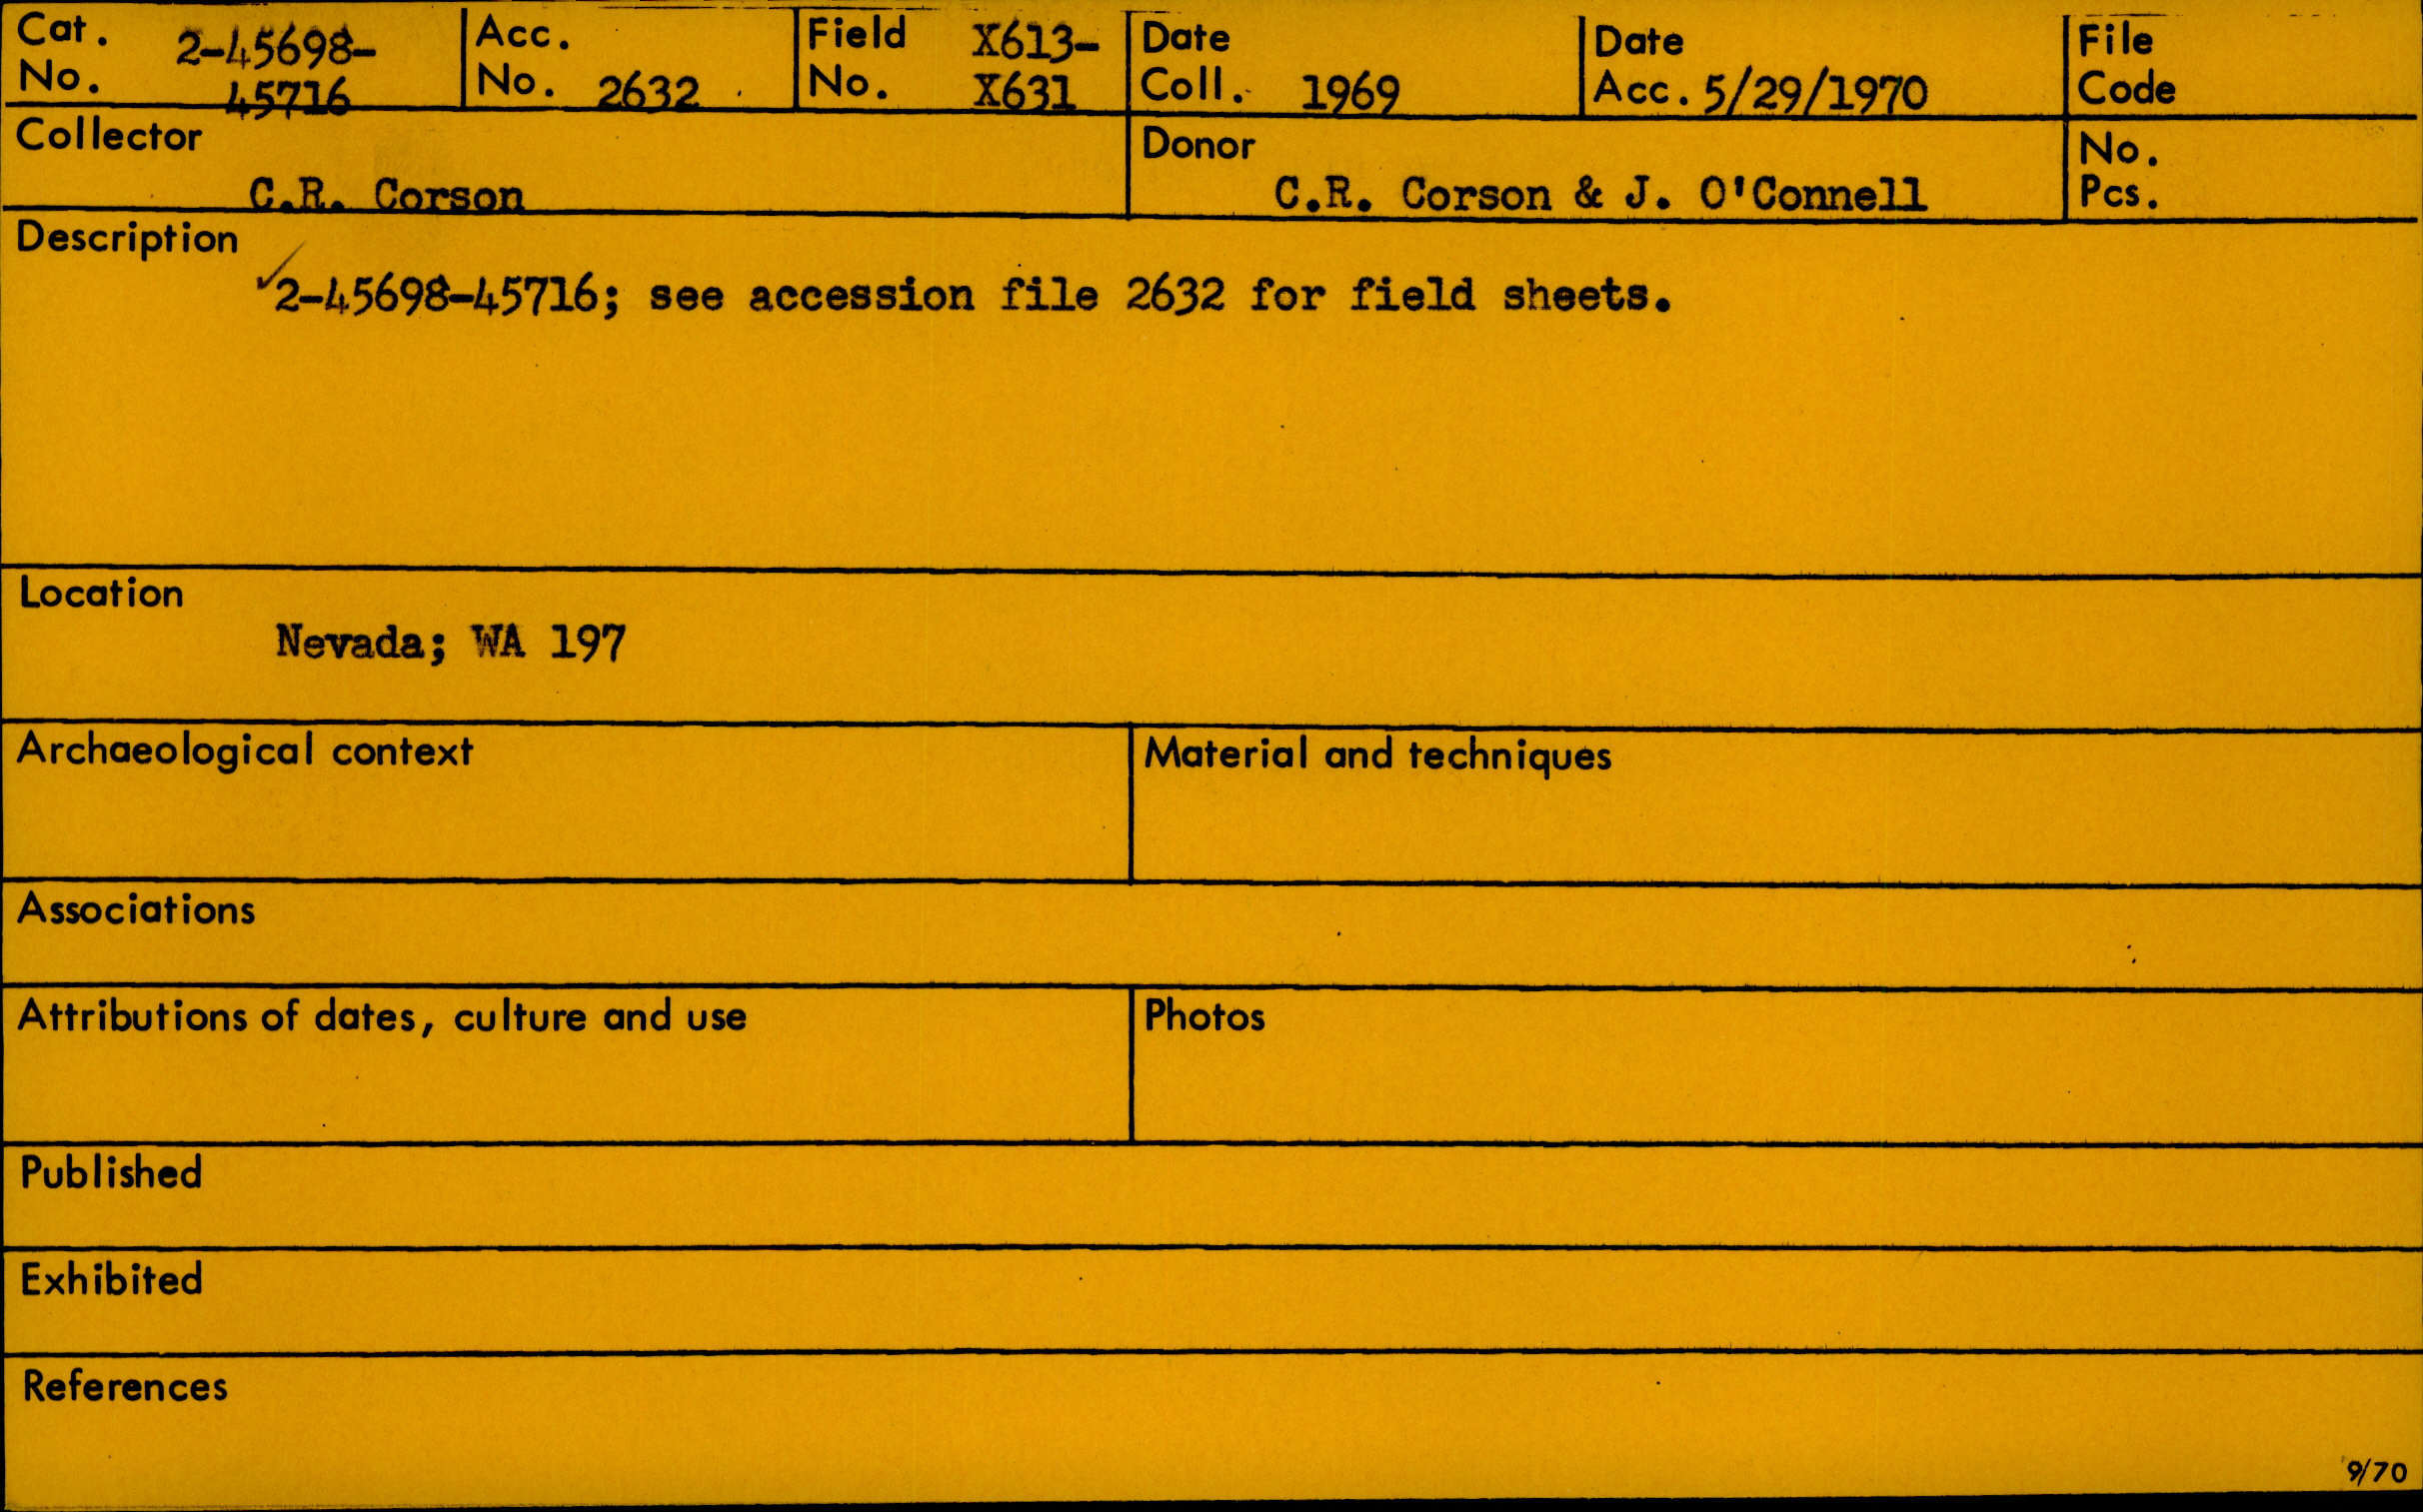 Cat. No. 2-45698-45716
Acc. No. 2632
Field No. X613-X631
Date Coll. 1969
Date Acc. 5/29/1970
File Code
Collector
C.R. Corson
Donor
C.R. Corson & J. O'Connell
No. Pcs.
Description
✓2-45698-45716; see accession file 2632 for field sheets.
Location
Nevada; WA 197
Archaeological context
Material and techniques
Associations
Attributions of dates, culture and use
Photos
Published
Exhibited
References
9/70